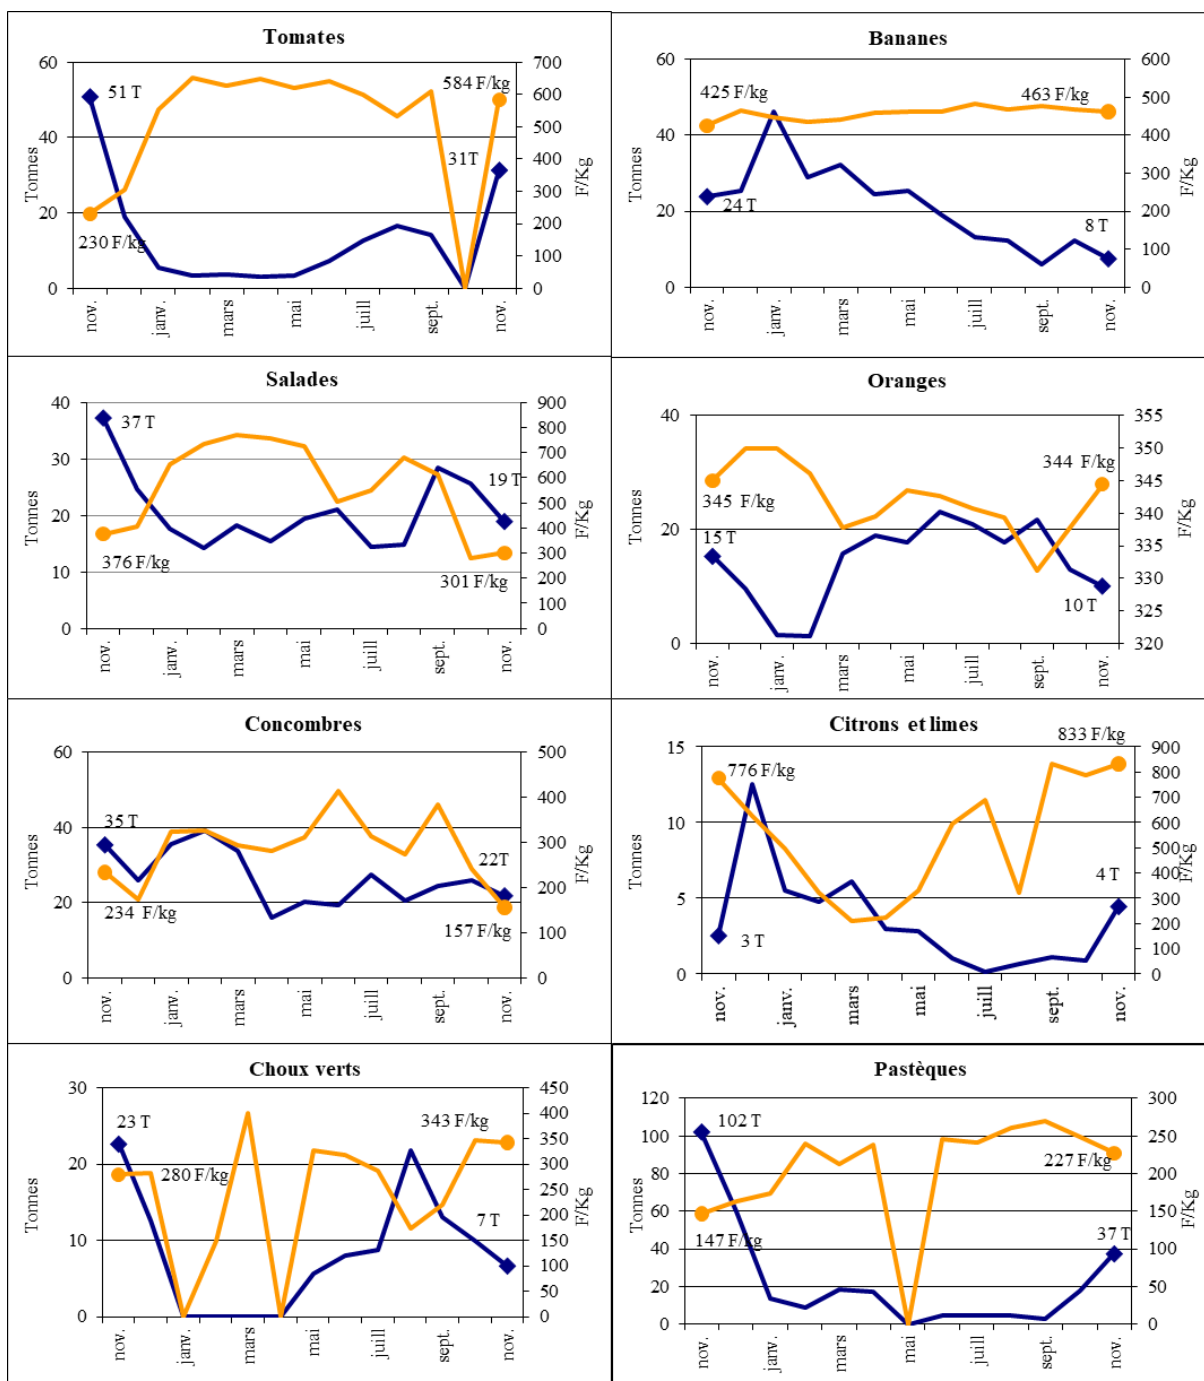 Tomates
60
40
20
0
Tonnes
700
600
500
400
300
200
100
0
F/Kg
51 T
230 F/kg
584 F/kg
31T
nov.
janv.
mars
mai
juill
sept.
nov.
Bananes
60
50
40
30
20
10
0
Tonnes
600
500
400
300
200
100
0
F/Kg
425 F/kg
463 F/kg
24 T
8 T
nov.
janv.
mars
mai
juill
sept.
nov.
Salades
40
30
20
10
0
Tonnes
900
800
700
600
500
400
300
200
100
0
F/Kg
37 T
19 T
376 F/kg
301 F/kg
nov.
janv.
mars
mai
juill
sept.
nov.
Oranges
40
20
0
Tonnes
355
350
345
340
335
330
325
320
F/Kg
345 F/kg
344 F/kg
15 T
10 T
nov.
janv.
mars
mai
juill
sept.
nov.
Concombres
60
40
20
0
Tonnes
500
400
300
200
100
0
F/Kg
35 T
22T
234 F/kg
157 F/kg
nov.
janv.
mars
mai
juill
sept.
nov.
Citrons et limes
15
10
5
0
Tonnes
900
800
700
600
500
400
300
200
100
0
F/Kg
776 F/kg
833 F/kg
3 T
4 T
nov.
janv.
mars
mai
juill
sept.
nov.
Choux verts
30
20
10
0
Tonnes
450
400
350
300
250
200
150
100
50
0
F/Kg
23 T
280 F/kg
343 F/kg
7 T
nov.
janv.
mars
mai
juill
sept.
nov.
Pastèques
120
100
80
60
40
20
0
Tonnes
300
250
200
150
100
50
0
F/Kg
102 T
147 F/kg
227 F/kg
37 T
nov.
janv.
mars
mai
juill
sept.
nov.